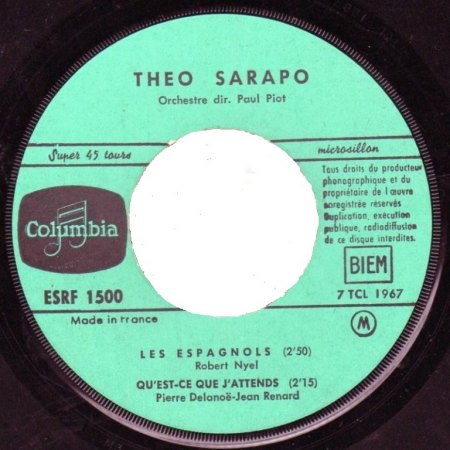 THEO SARAPO
Orchestre dir. Paul Piot
Super 45 tours
microsillon
Tous droits du producteur
phonographique et du
propriétaire de l'œuvre
enregistrée réservés
Duplication, exécution
publique, radiodiffusion
de ce disque interdites.
Columbia
BIEM
ESRF 1500
7 TCL 1967
Made in France
M
LES ESPAGNOLS (2'50)
Robert Nyel
QU'EST-CE QUE J'ATTENDS (2'15)
Pierre Delanoë-Jean Renard